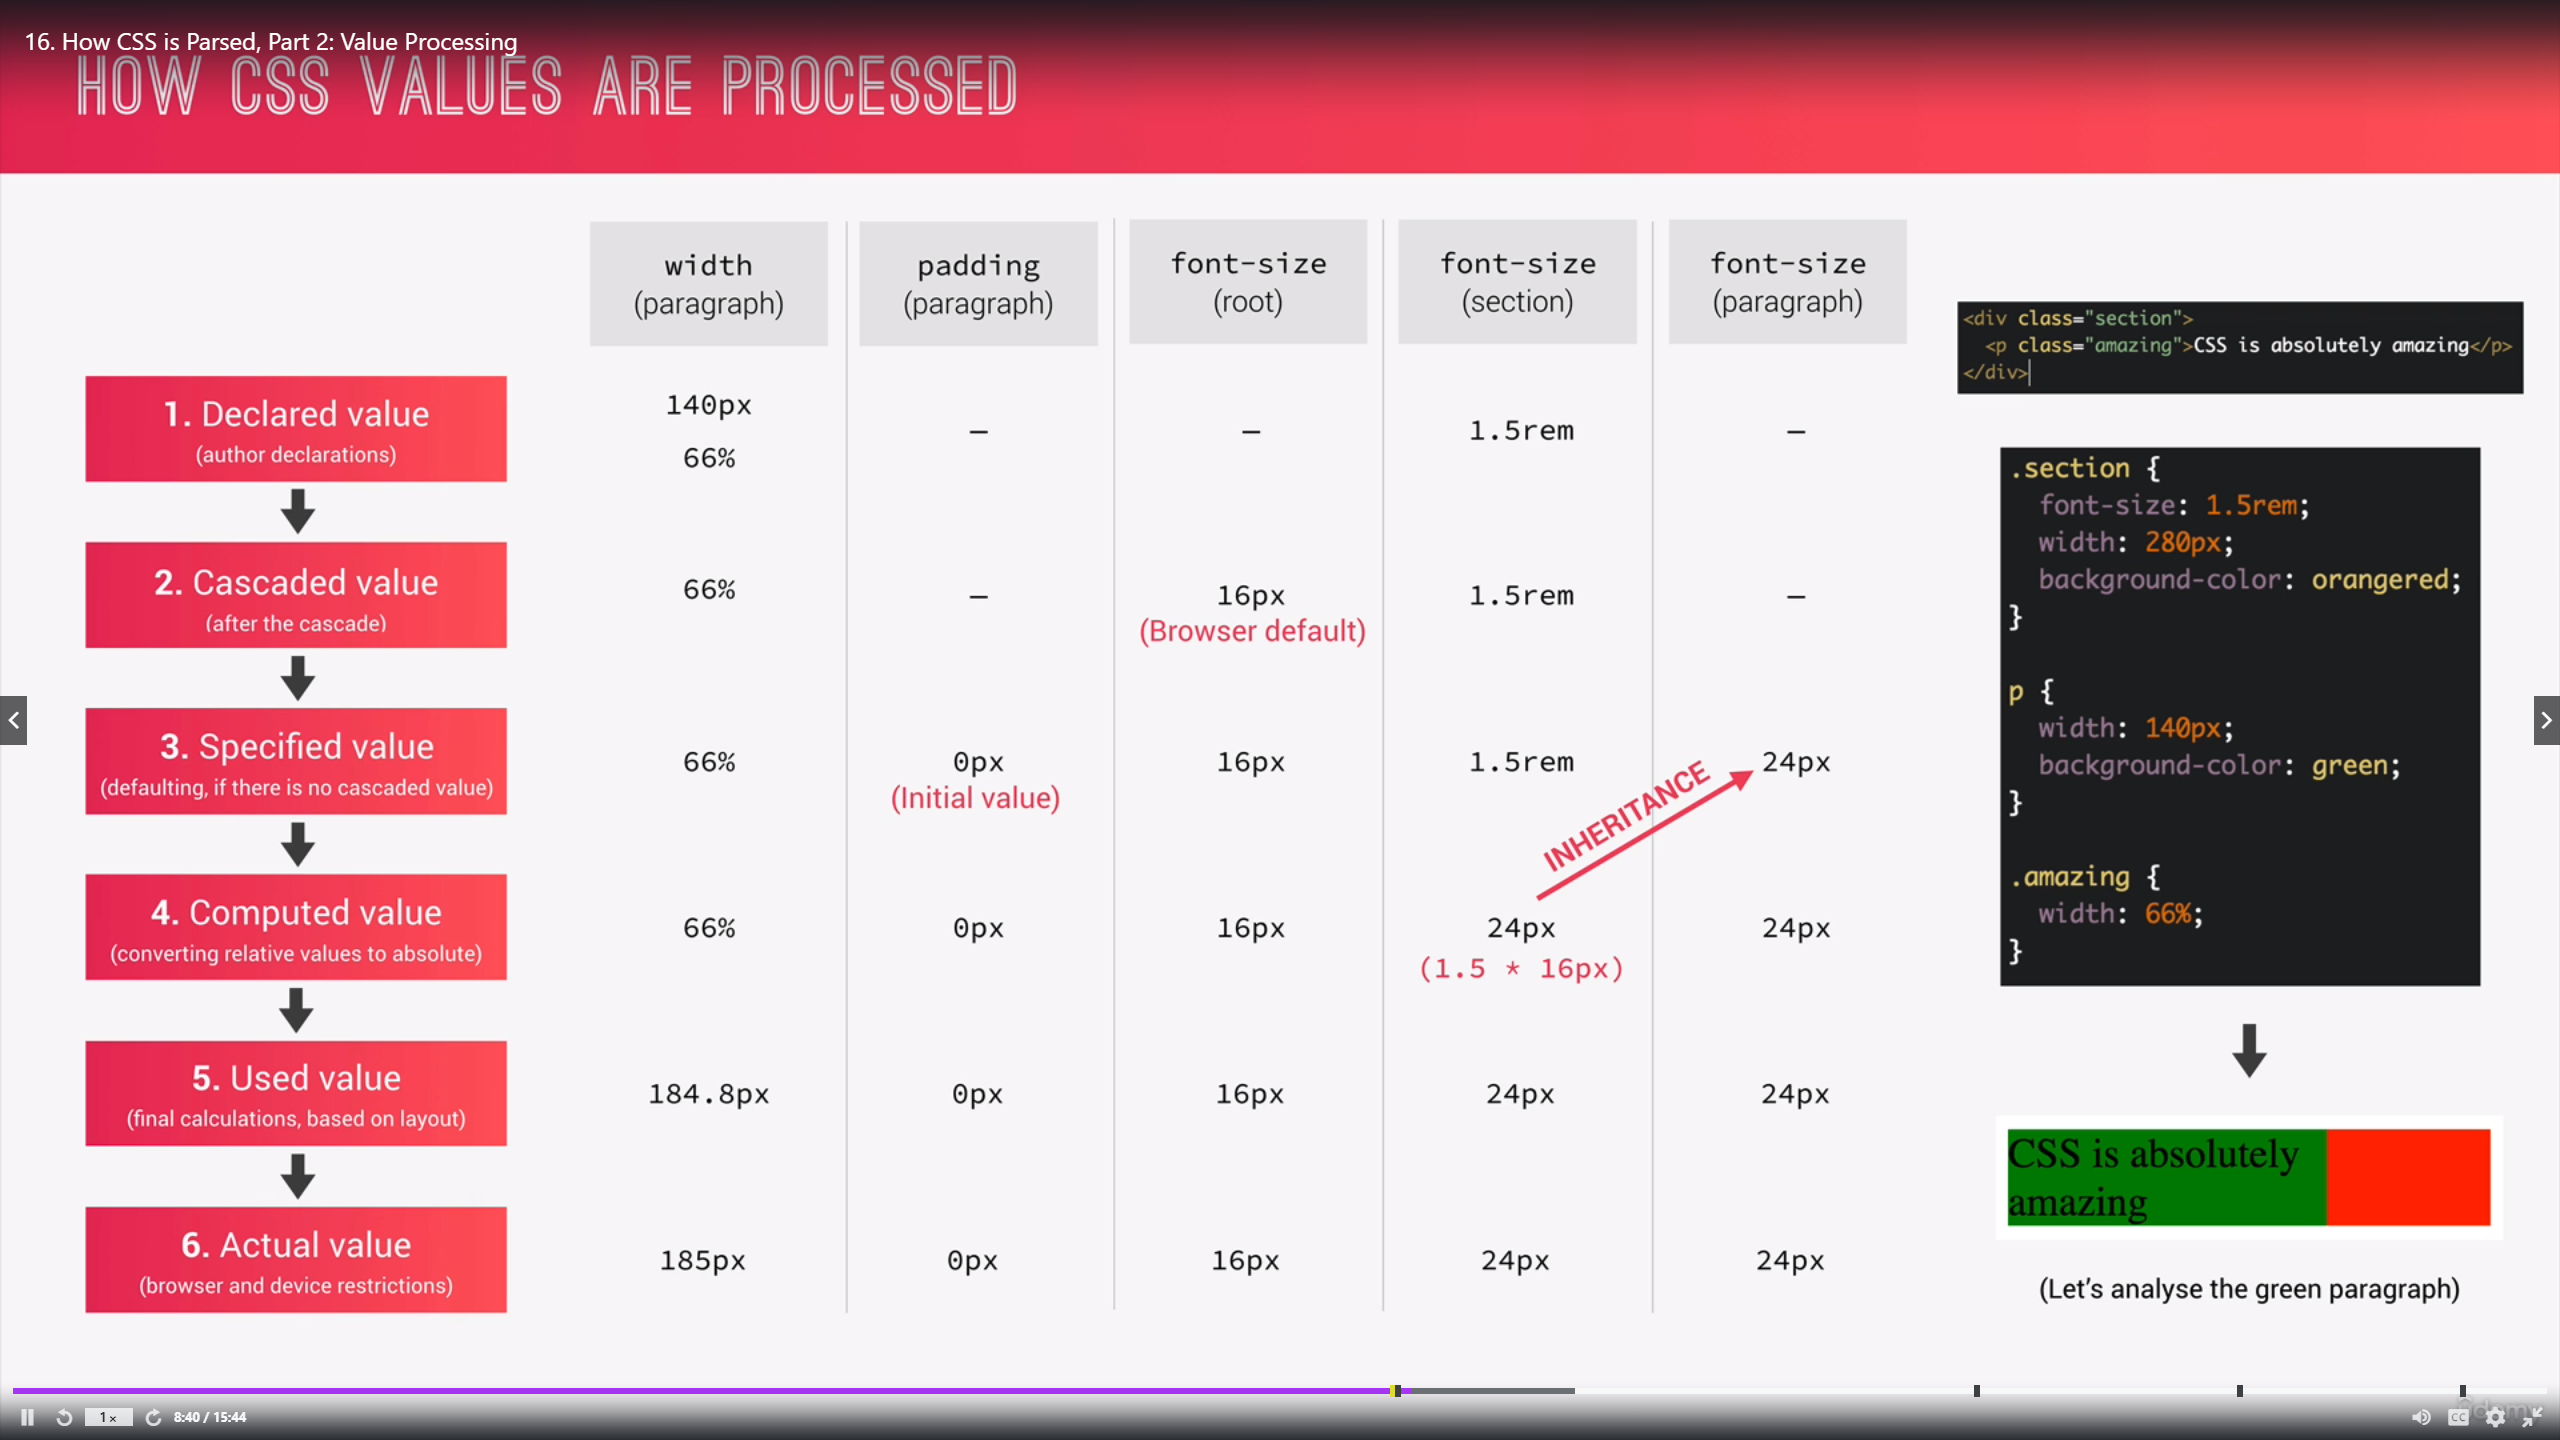 16. How CSS is Parsed, Part 2: Value Processing
HOW CSS VALUES ARE PROCESSED
width
(paragraph)
padding
(paragraph)
font-size
(root)
font-size
(section)
font-size
(paragraph)
1. Declared value
(author declarations)
140px
66%
–
–
1.5rem
–
2. Cascaded value
(after the cascade)
66%
–
16px
(Browser default)
1.5rem
–
3. Specified value
(defaulting, if there is no cascaded value)
66%
0px
(Initial value)
16px
1.5rem
24px
INHERITANCE
4. Computed value
(converting relative values to absolute)
66%
0px
16px
24px
(1.5 * 16px)
24px
5. Used value
(final calculations, based on layout)
184.8px
0px
16px
24px
24px
6. Actual value
(browser and device restrictions)
185px
0px
16px
24px
24px
<div class="section">
<p class="amazing">CSS is absolutely amazing</p>
</div>
.section {
font-size: 1.5rem;
width: 280px;
background-color: orangered;
}
p {
width: 140px;
background-color: green;
}
.amazing {
width: 66%;
}
CSS is absolutely
amazing
(Let's analyse the green paragraph)
1x
8:40 / 15:44
CC
Udemy